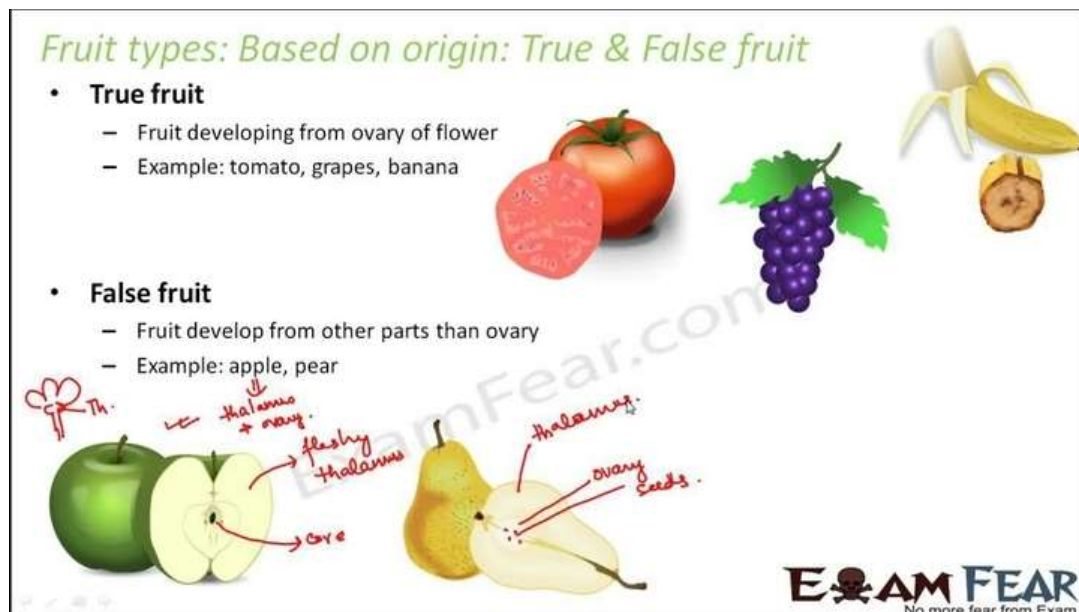 Fruit types: Based on origin: True & False fruit
• True fruit
– Fruit developing from ovary of flower
– Example: tomato, grapes, banana
• False fruit
– Fruit develop from other parts than ovary
– Example: apple, pear
Th.
thalamus
+ ovary.
fleshy
thalamus
core
thalamus.
ovary
seeds.
ExamFear.com
EXAM FEAR
No more fear from Exam